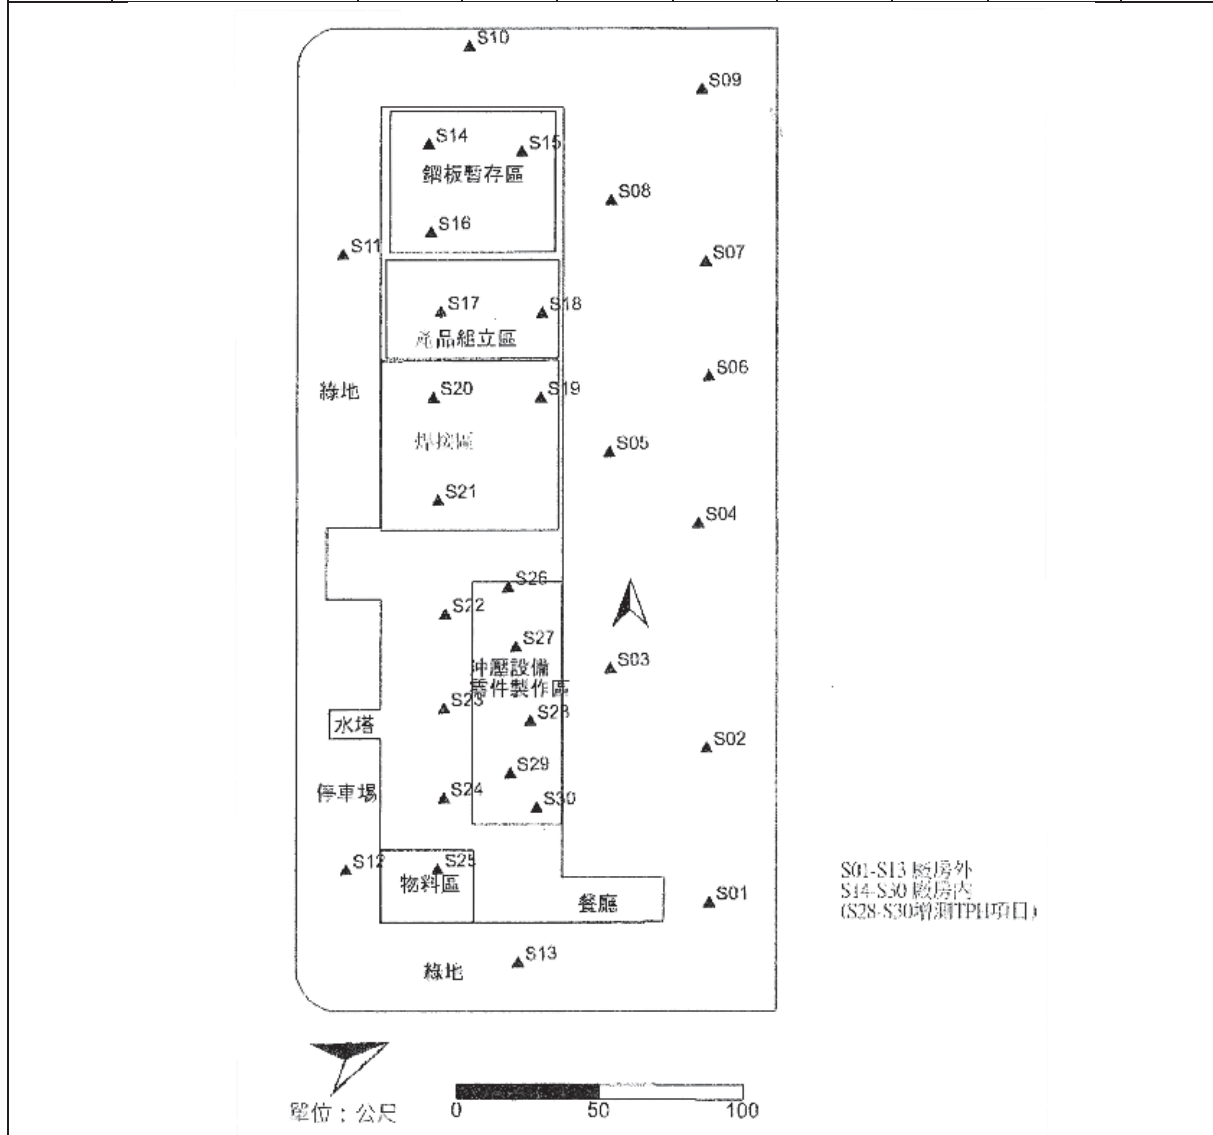 S10
S09
S14
S15
鋼板暫存區
S08
S16
S11
S07
S17
S18
產品組立區
S06
綠地
S20
S19
焊接區
S05
S21
S04
S26
S22
S27
S03
冲壓設備
零件製作區
S23
S28
水塔
S02
S29
停車場
S24
S30
S12
S25
物料區
餐廳
S01
S01-S13 廠房外
S14-S30 廠房內
(S28-S30增測TPH項目)
S13
綠地
單位：公尺
0
50
100